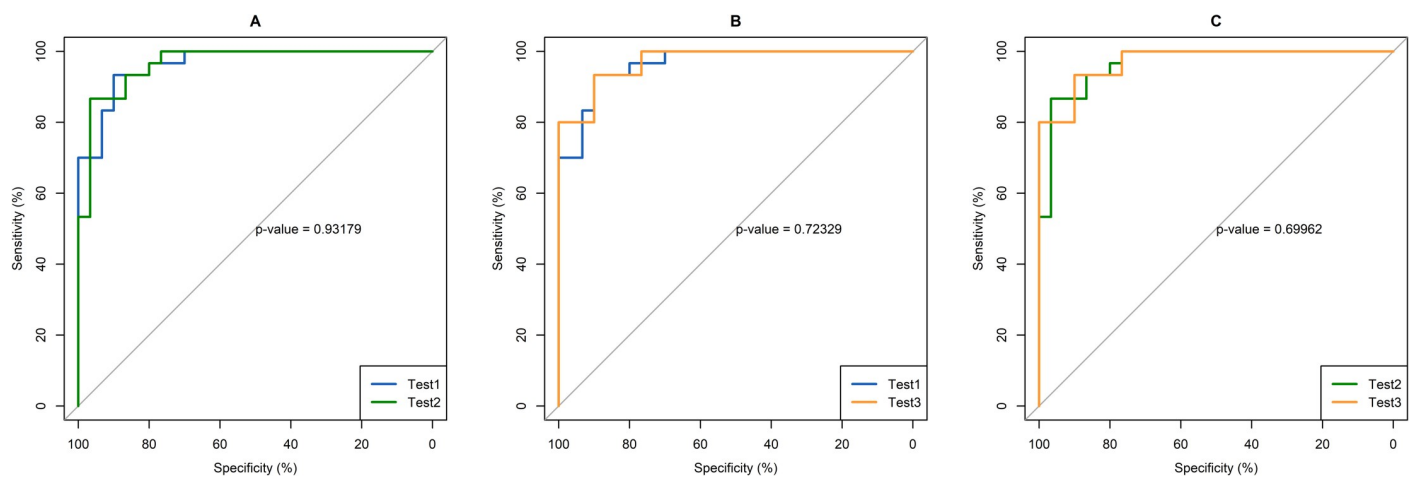 A
Sensitivity (%)
100
80
60
40
20
0
p-value = 0.93179
Test1
Test2
100 80 60 40 20 0
Specificity (%)
B
Sensitivity (%)
100
80
60
40
20
0
p-value = 0.72329
Test1
Test3
100 80 60 40 20 0
Specificity (%)
C
Sensitivity (%)
100
80
60
40
20
0
p-value = 0.69962
Test2
Test3
100 80 60 40 20 0
Specificity (%)